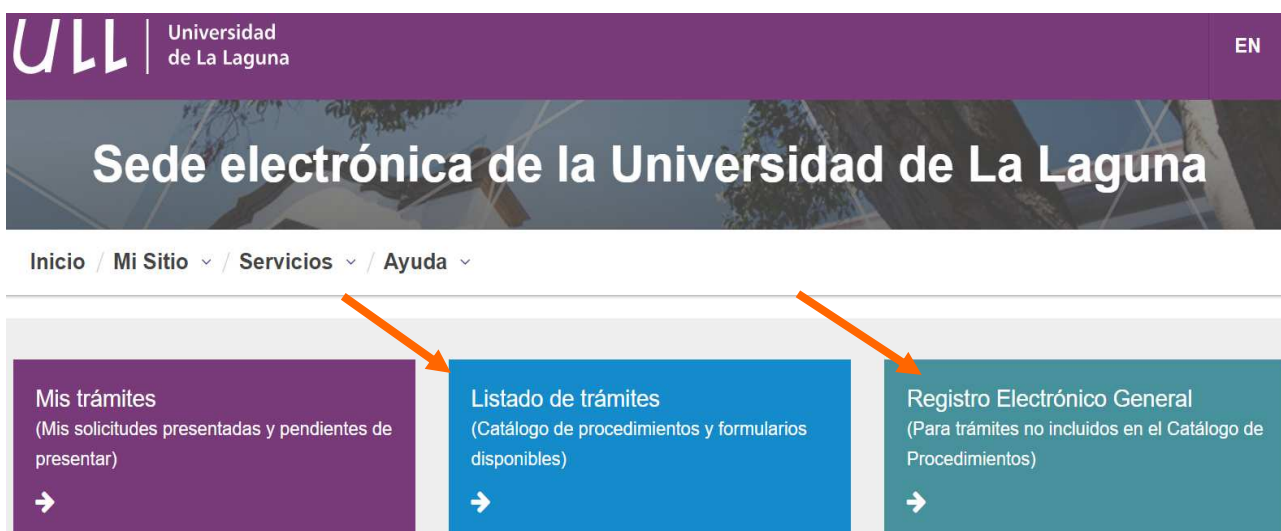 ULL
Universidad
de La Laguna
EN
Sede electrónica de la Universidad de La Laguna
Inicio / Mi Sitio / Servicios / Ayuda
Mis trámites
(Mis solicitudes presentadas y pendientes de
presentar)
Listado de trámites
(Catálogo de procedimientos y formularios
disponibles)
Registro Electrónico General
(Para trámites no incluidos en el Catálogo de
Procedimientos)